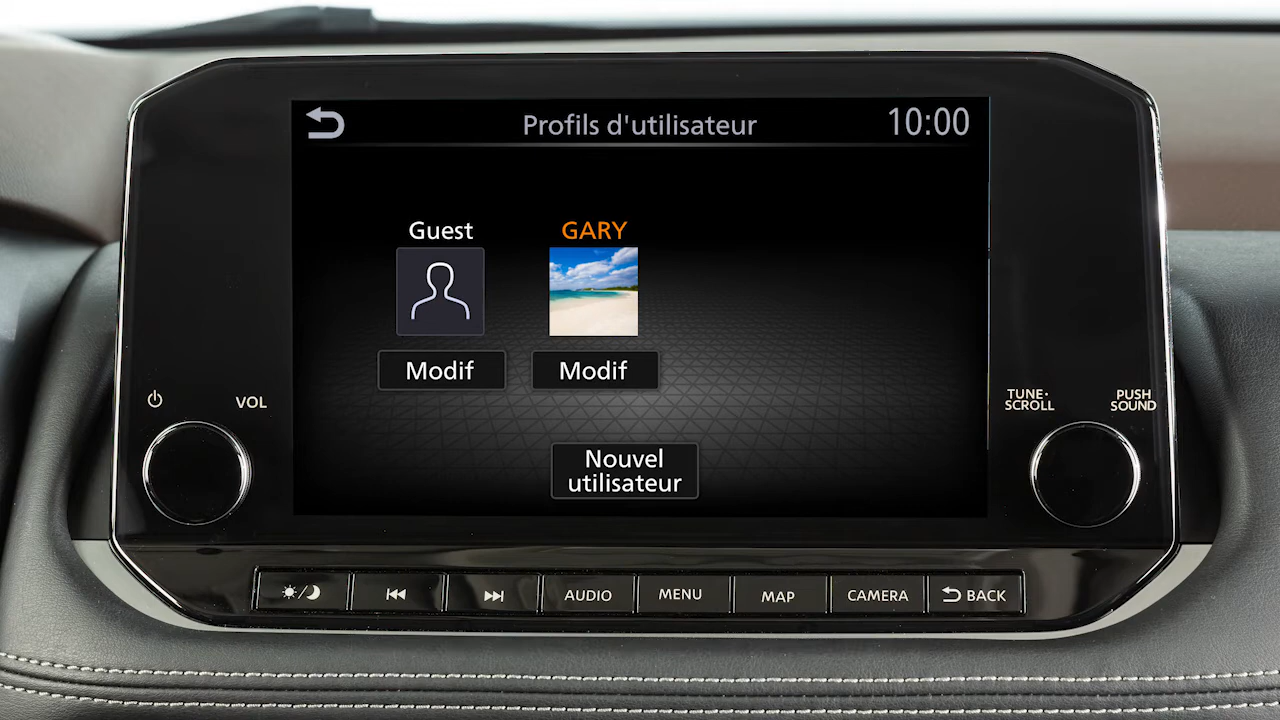 Profils d'utilisateur
10:00
Guest
GARY
Modif
Modif
Nouvel
utilisateur
VOL
TUNE·
SCROLL
PUSH
SOUND
AUDIO
MENU
MAP
CAMERA
BACK